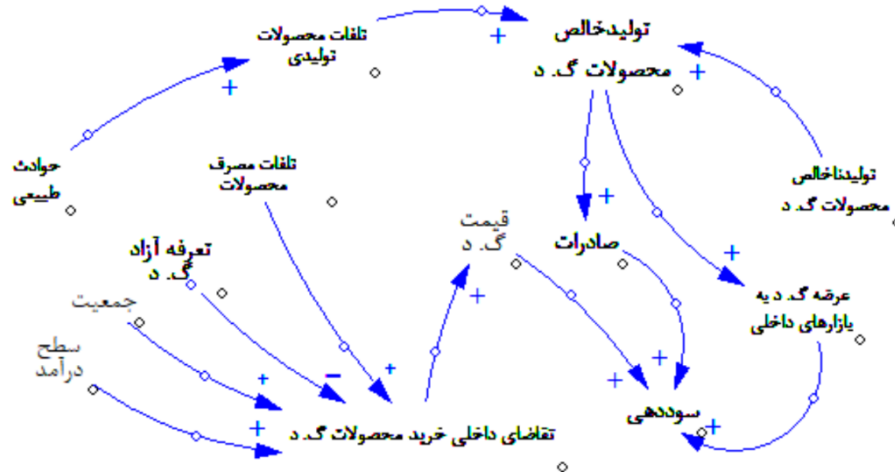 تولیدخالص
محصولات گ. د
تلفات محصولات
تولیدی
+
+
+
حوادث
طبیعی
تلفات مصرف
محصولات
تولیدناخالص
محصولات گ. د
قیمت
گ. د
+
صادرات
+
تعرفه آزاد
گ. د
+
جمعیت
عرضه گ. د به
بازارهای داخلی
سطح
درآمد
+
-
+
+
+
+
سوددهی
+
تقاضای داخلی خرید محصولات گ. د
+